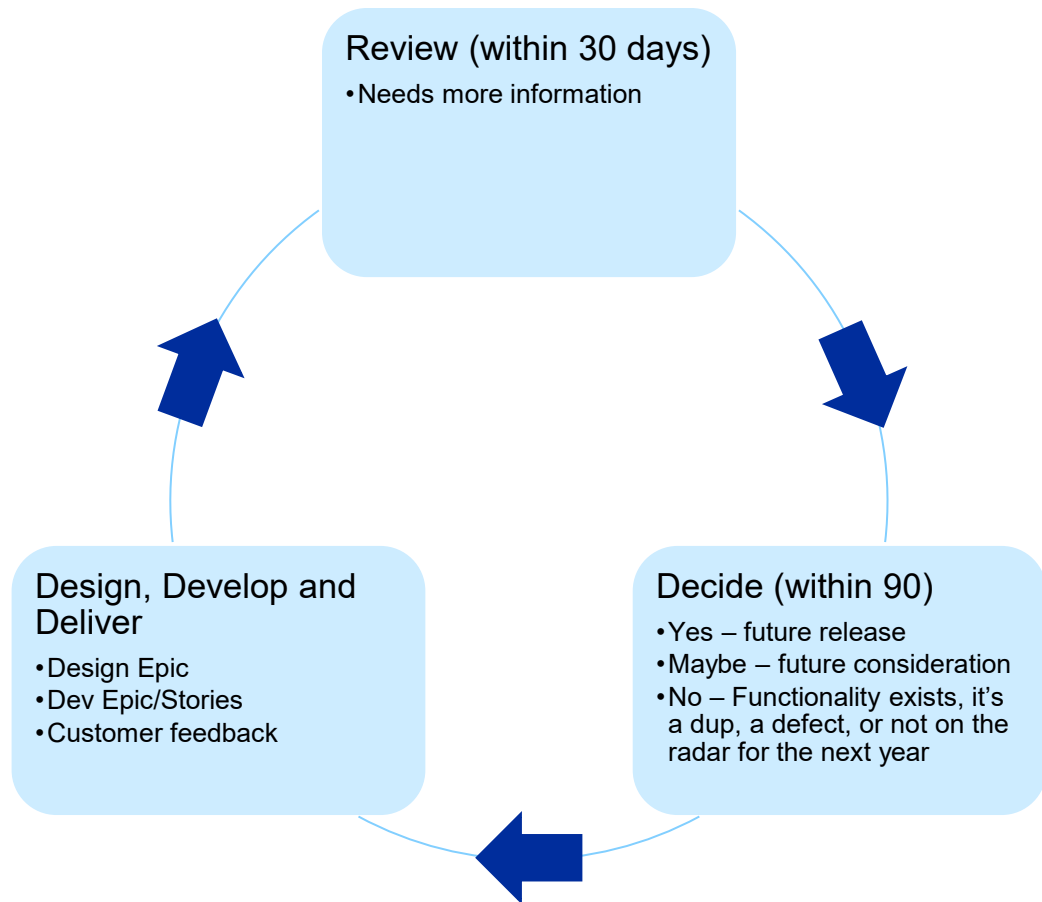 Review (within 30 days)
•Needs more information
Design, Develop and
Deliver
•Design Epic
•Dev Epic/Stories
•Customer feedback
Decide (within 90)
•Yes – future release
•Maybe – future consideration
•No – Functionality exists, it’s
a dup, a defect, or not on the
radar for the next year